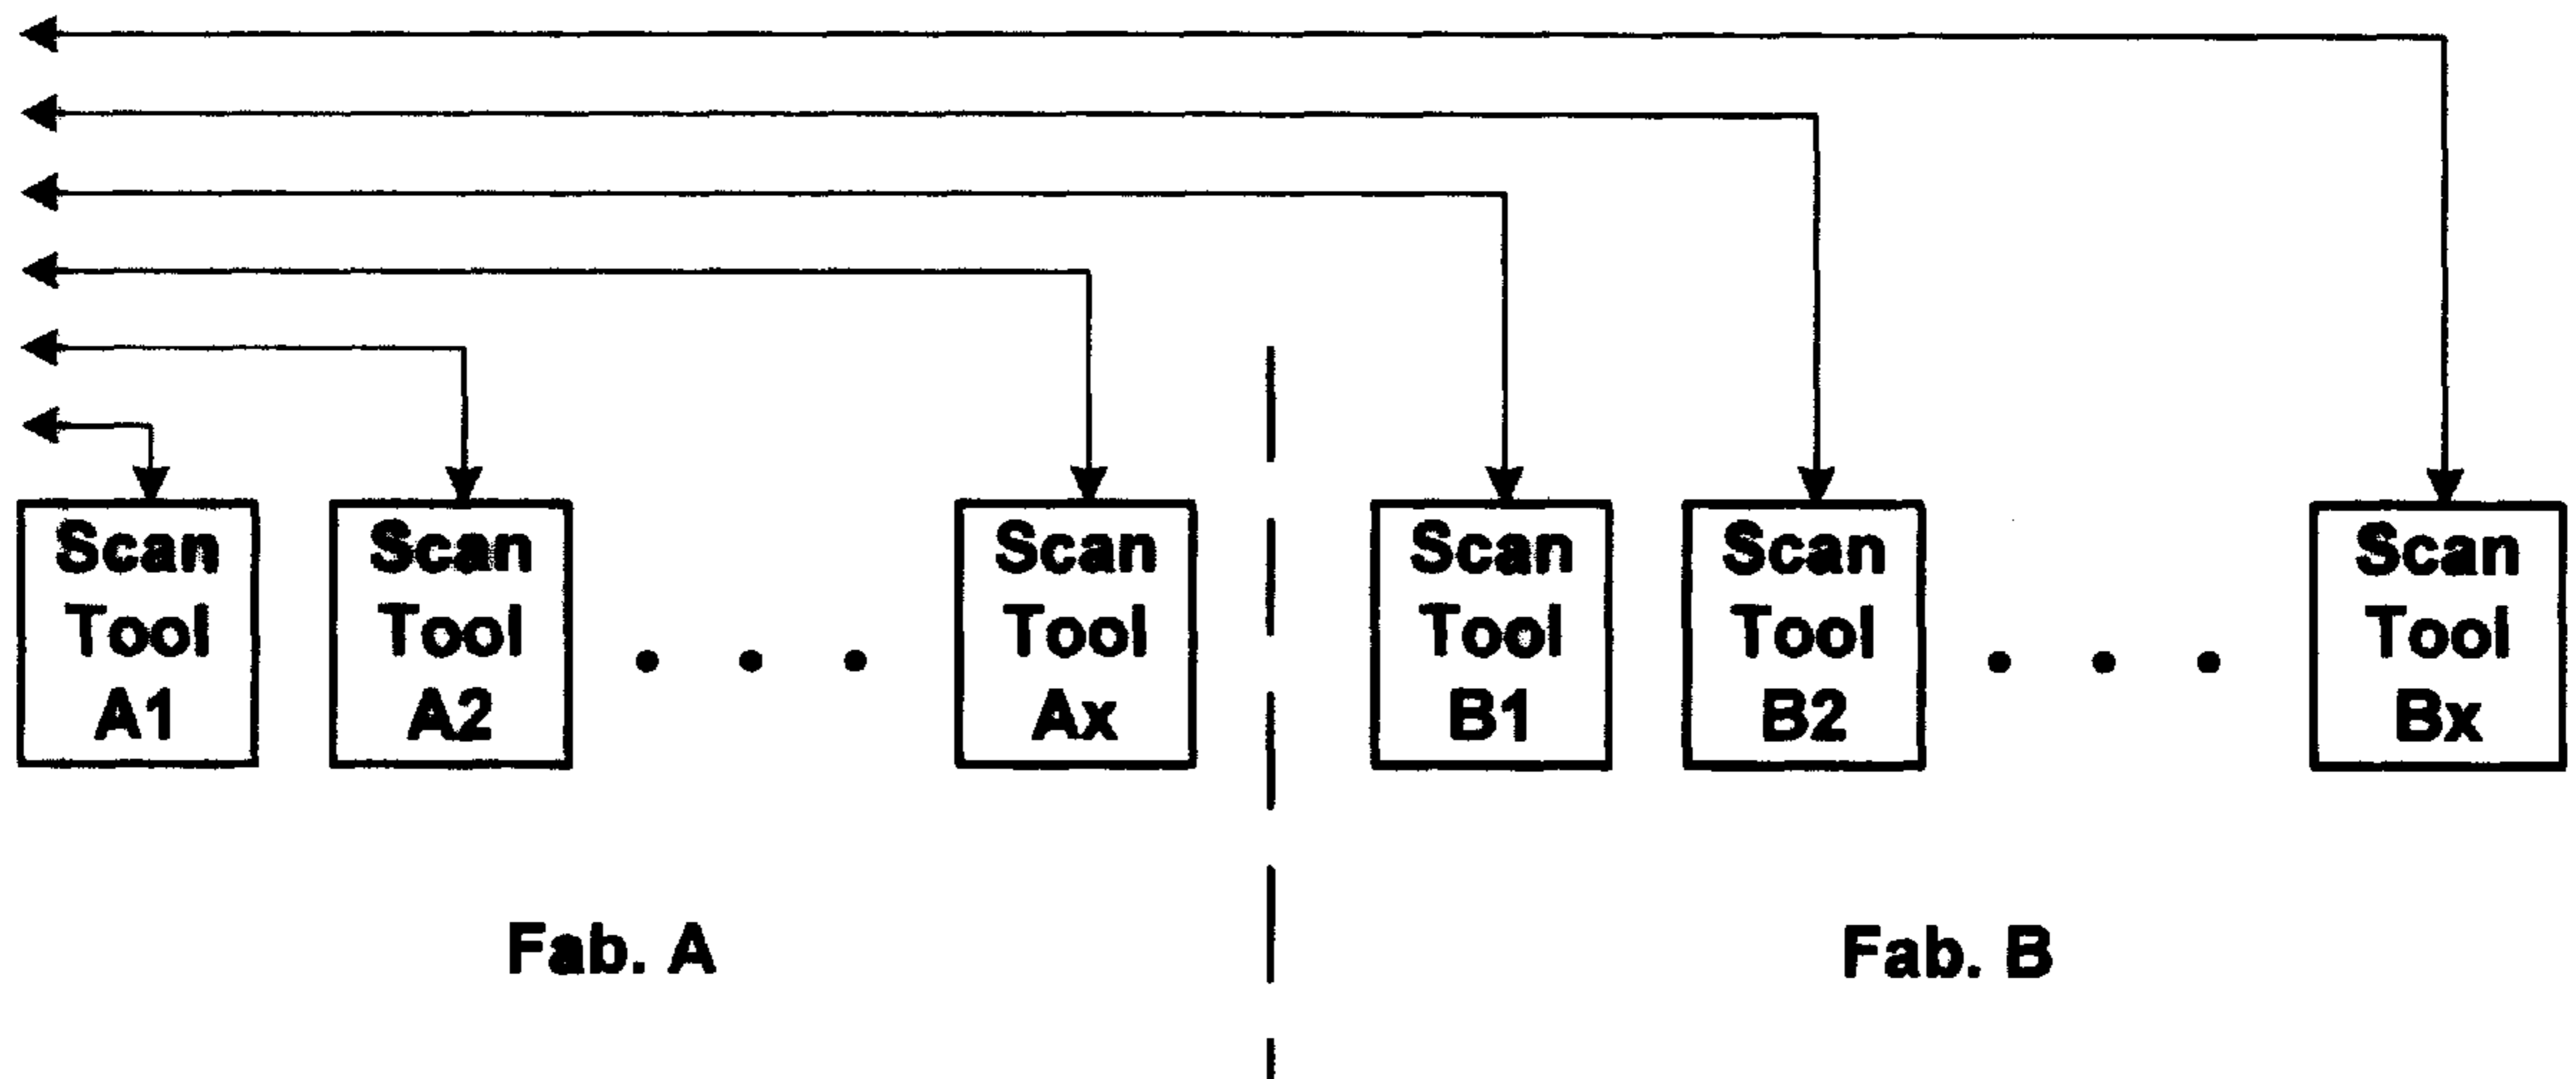 Scan
Tool
A1
Scan
Tool
A2
Scan
Tool
Ax
Scan
Tool
B1
Scan
Tool
B2
Scan
Tool
Bx
Fab. A
Fab. B